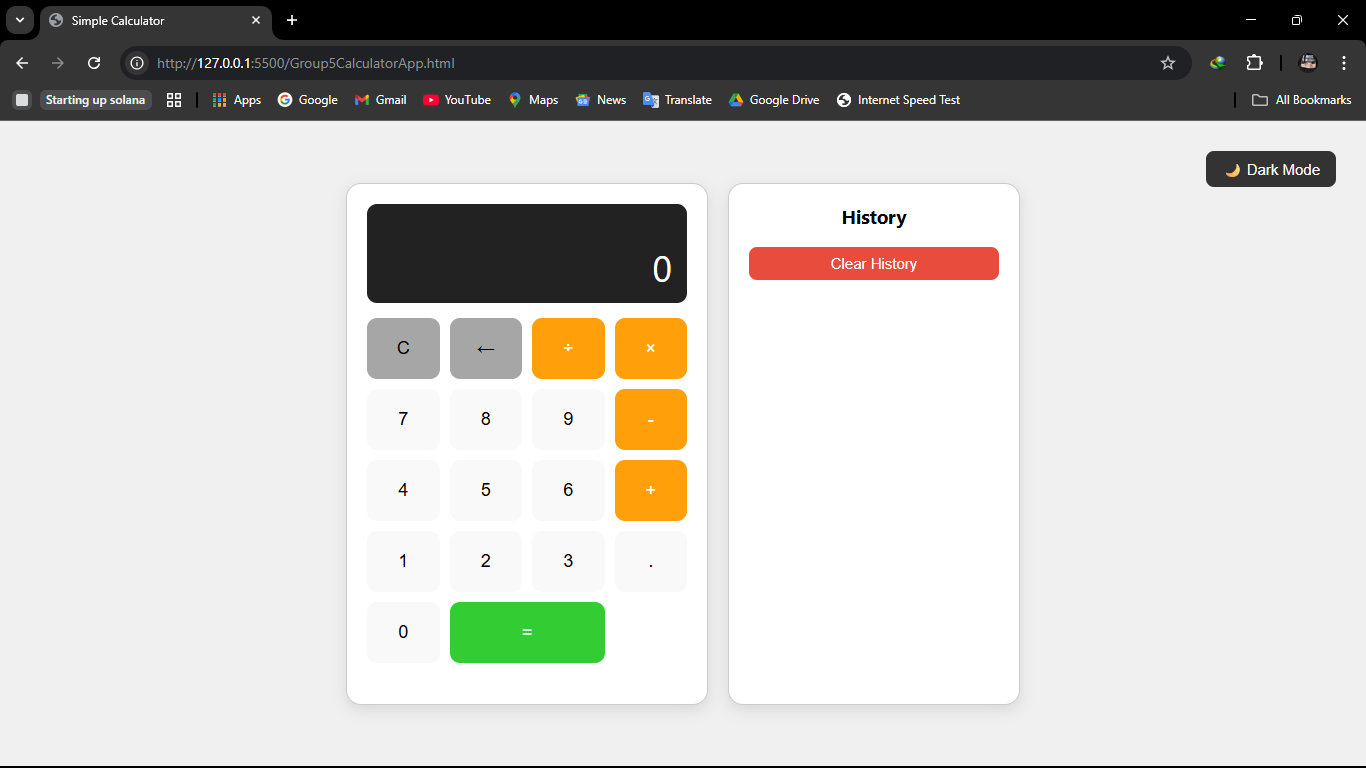 Simple Calculator
http://127.0.0.1:5500/Group5CalculatorApp.html
Starting up solana Apps Google Gmail YouTube Maps News Translate Google Drive Internet Speed Test All Bookmarks
🌙 Dark Mode
0
C ← ÷ ×
7 8 9 -
4 5 6 +
1 2 3 .
0 =
History
Clear History